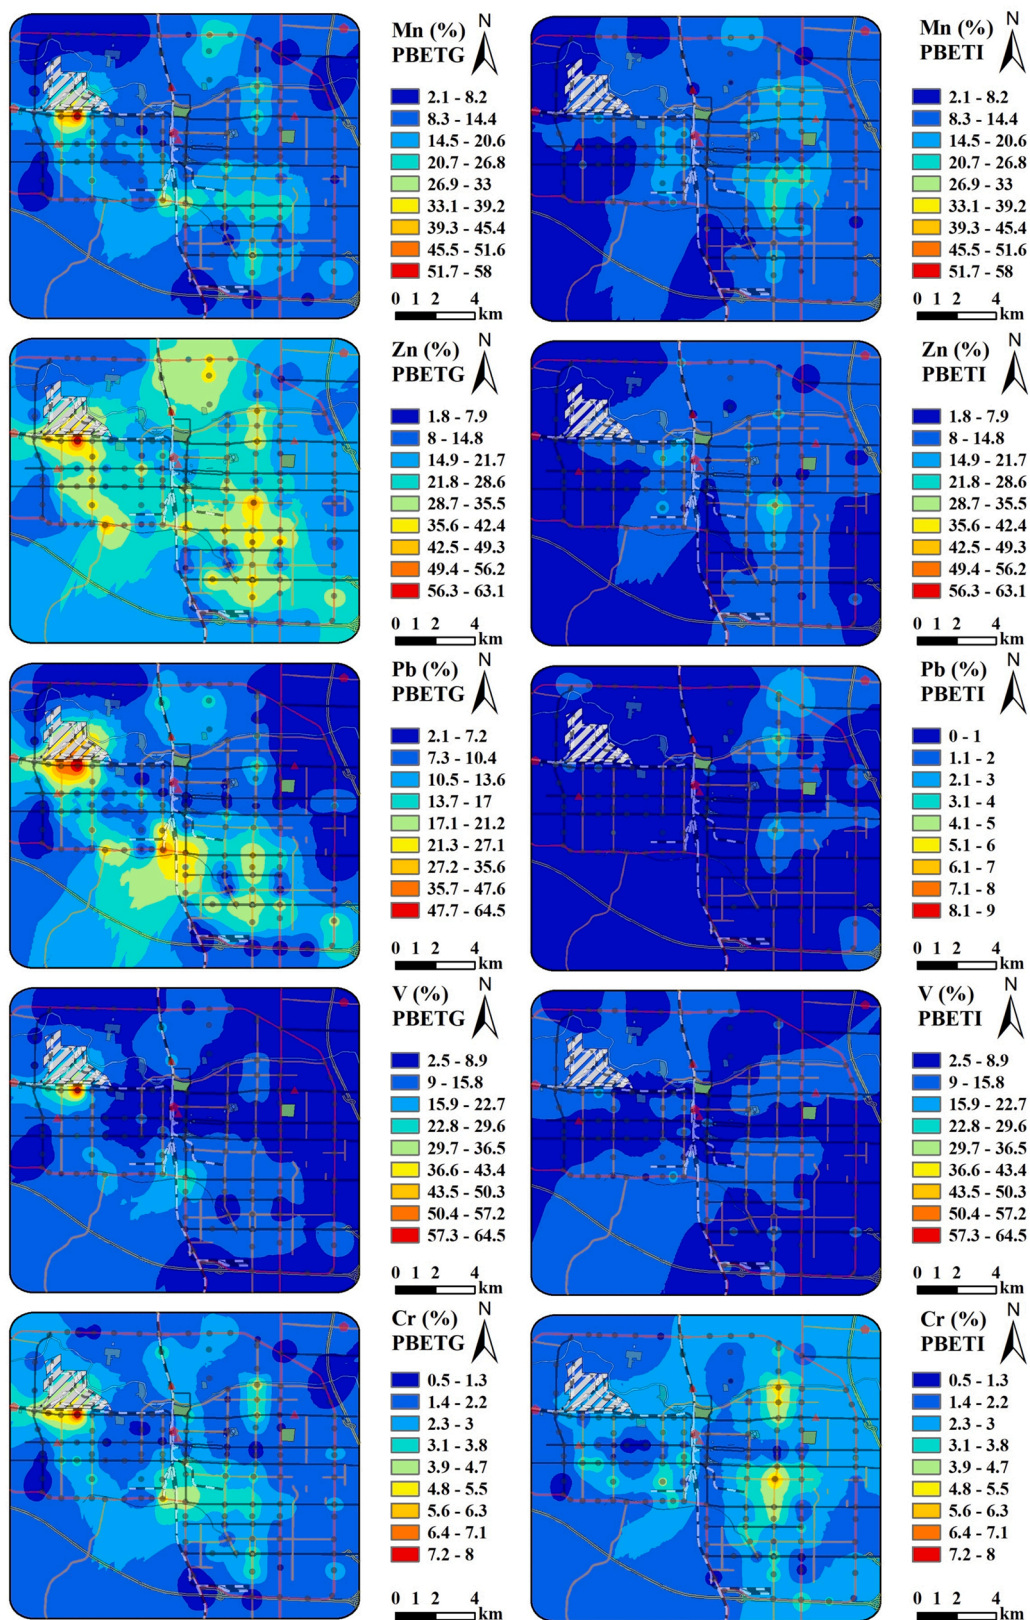 Mn (%)
PBETG
N
2.1 - 8.2
8.3 - 14.4
14.5 - 20.6
20.7 - 26.8
26.9 - 33
33.1 - 39.2
39.3 - 45.4
45.5 - 51.6
51.7 - 58
0 1 2 4
km
Mn (%)
PBETI
N
2.1 - 8.2
8.3 - 14.4
14.5 - 20.6
20.7 - 26.8
26.9 - 33
33.1 - 39.2
39.3 - 45.4
45.5 - 51.6
51.7 - 58
0 1 2 4
km
Zn (%)
PBETG
N
1.8 - 7.9
8 - 14.8
14.9 - 21.7
21.8 - 28.6
28.7 - 35.5
35.6 - 42.4
42.5 - 49.3
49.4 - 56.2
56.3 - 63.1
0 1 2 4
km
Zn (%)
PBETI
N
1.8 - 7.9
8 - 14.8
14.9 - 21.7
21.8 - 28.6
28.7 - 35.5
35.6 - 42.4
42.5 - 49.3
49.4 - 56.2
56.3 - 63.1
0 1 2 4
km
Pb (%)
PBETG
N
2.1 - 7.2
7.3 - 10.4
10.5 - 13.6
13.7 - 17
17.1 - 21.2
21.3 - 27.1
27.2 - 35.6
35.7 - 47.6
47.7 - 64.5
0 1 2 4
km
Pb (%)
PBETI
N
0 - 1
1.1 - 2
2.1 - 3
3.1 - 4
4.1 - 5
5.1 - 6
6.1 - 7
7.1 - 8
8.1 - 9
0 1 2 4
km
V (%)
PBETG
N
2.5 - 8.9
9 - 15.8
15.9 - 22.7
22.8 - 29.6
29.7 - 36.5
36.6 - 43.4
43.5 - 50.3
50.4 - 57.2
57.3 - 64.5
0 1 2 4
km
V (%)
PBETI
N
2.5 - 8.9
9 - 15.8
15.9 - 22.7
22.8 - 29.6
29.7 - 36.5
36.6 - 43.4
43.5 - 50.3
50.4 - 57.2
57.3 - 64.5
0 1 2 4
km
Cr (%)
PBETG
N
0.5 - 1.3
1.4 - 2.2
2.3 - 3
3.1 - 3.8
3.9 - 4.7
4.8 - 5.5
5.6 - 6.3
6.4 - 7.1
7.2 - 8
0 1 2 4
km
Cr (%)
PBETI
N
0.5 - 1.3
1.4 - 2.2
2.3 - 3
3.1 - 3.8
3.9 - 4.7
4.8 - 5.5
5.6 - 6.3
6.4 - 7.1
7.2 - 8
0 1 2 4
km